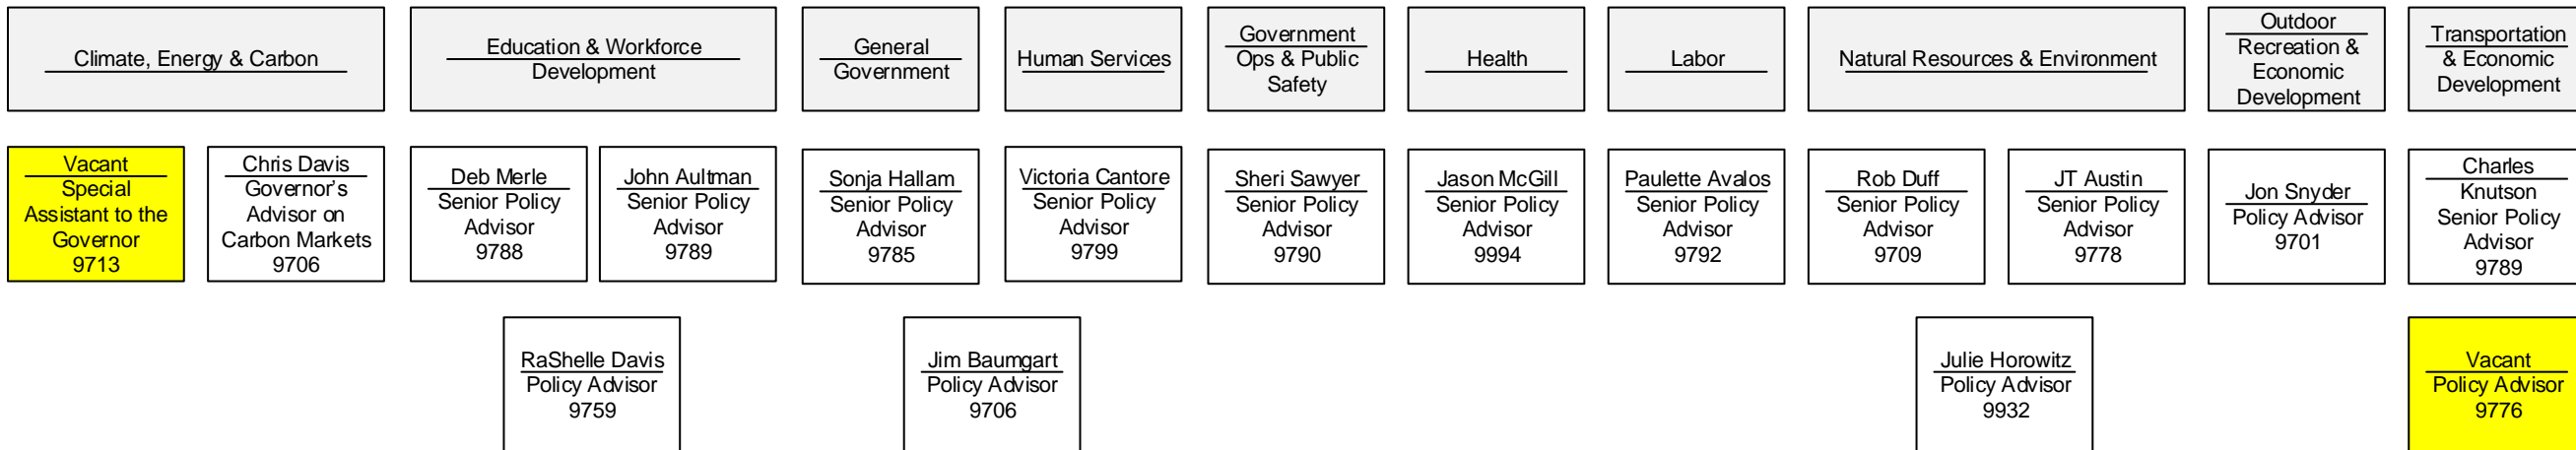 Climate, Energy & Carbon
Education & Workforce
Development
General
Government
Human Services
Government
Ops & Public
Safety
Health
Labor
Natural Resources & Environment
Outdoor
Recreation &
Economic
Development
Transportation
& Economic
Development
Vacant
Special
Assistant to the
Governor
9713
Chris Davis
Governor's
Advisor on
Carbon Markets
9706
Deb Merle
Senior Policy
Advisor
9788
John Aultman
Senior Policy
Advisor
9789
Sonja Hallam
Senior Policy
Advisor
9785
Victoria Cantore
Senior Policy
Advisor
9799
Sheri Sawyer
Senior Policy
Advisor
9790
Jason McGill
Senior Policy
Advisor
9994
Paulette Avalos
Senior Policy
Advisor
9792
Rob Duff
Senior Policy
Advisor
9709
JT Austin
Senior Policy
Advisor
9778
Jon Snyder
Policy Advisor
9701
Charles
Knutson
Senior Policy
Advisor
9789
RaShelle Davis
Policy Advisor
9759
Jim Baumgart
Policy Advisor
9706
Julie Horowitz
Policy Advisor
9932
Vacant
Policy Advisor
9776